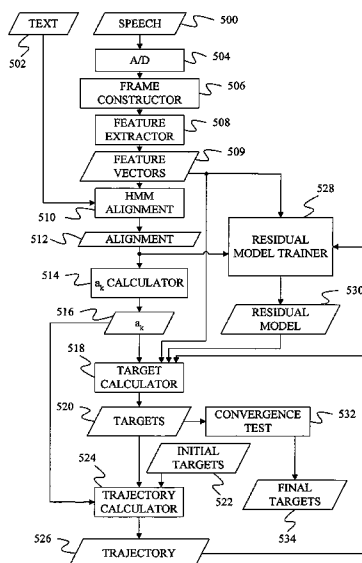 TEXT
SPEECH
500
502
A/D
504
FRAME
CONSTRUCTOR
506
FEATURE
EXTRACTOR
508
FEATURE
VECTORS
509
HMM
ALIGNMENT
510
528
512
ALIGNMENT
RESIDUAL
MODEL TRAINER
514
ak CALCULATOR
530
516
ak
RESIDUAL
MODEL
518
TARGET
CALCULATOR
520
TARGETS
CONVERGENCE
TEST
532
524
INITIAL
TARGETS
TRAJECTORY
CALCULATOR
522
FINAL
TARGETS
534
526
TRAJECTORY